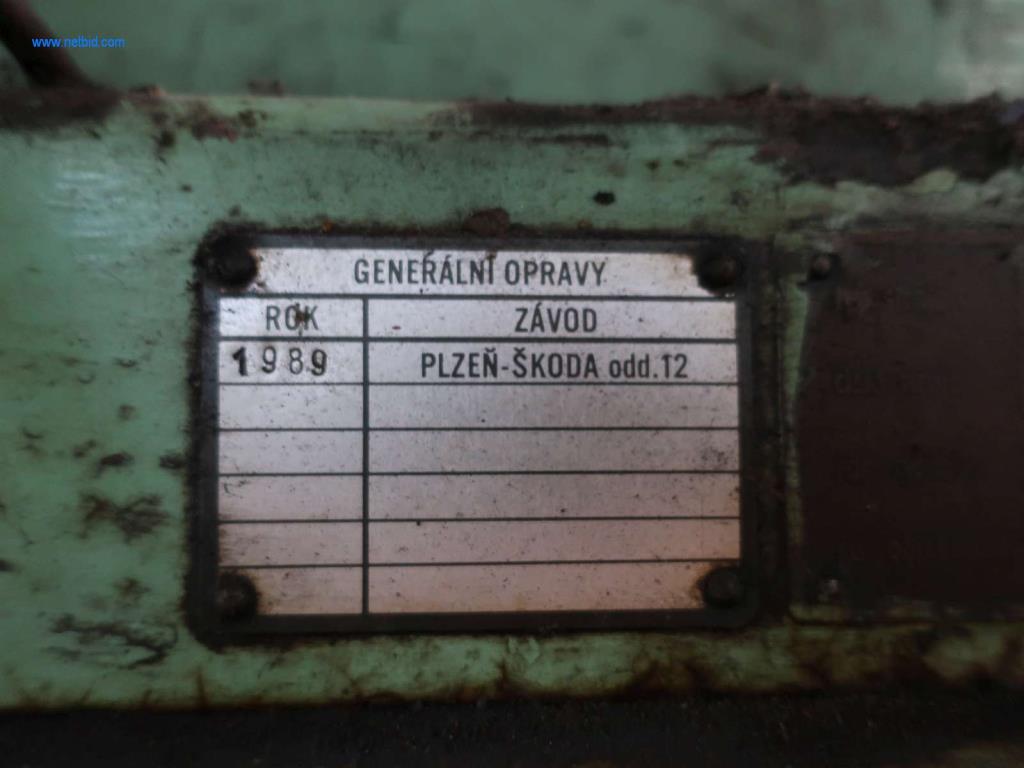 www.netbid.com
GENERÁLNÍ OPRAVY
ROK ZÁVOD
1989 PLZEŇ-ŠKODA odd.12